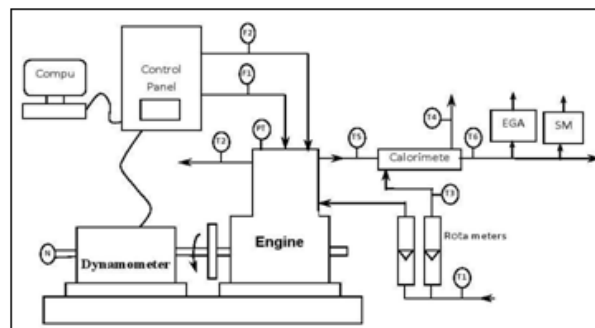 Compu
Control
Panel
F2
F1
T2
PT
T5
T4
T6
EGA
SM
Calorimete
T3
Engine
Rota meters
N
Dynamometer
T1